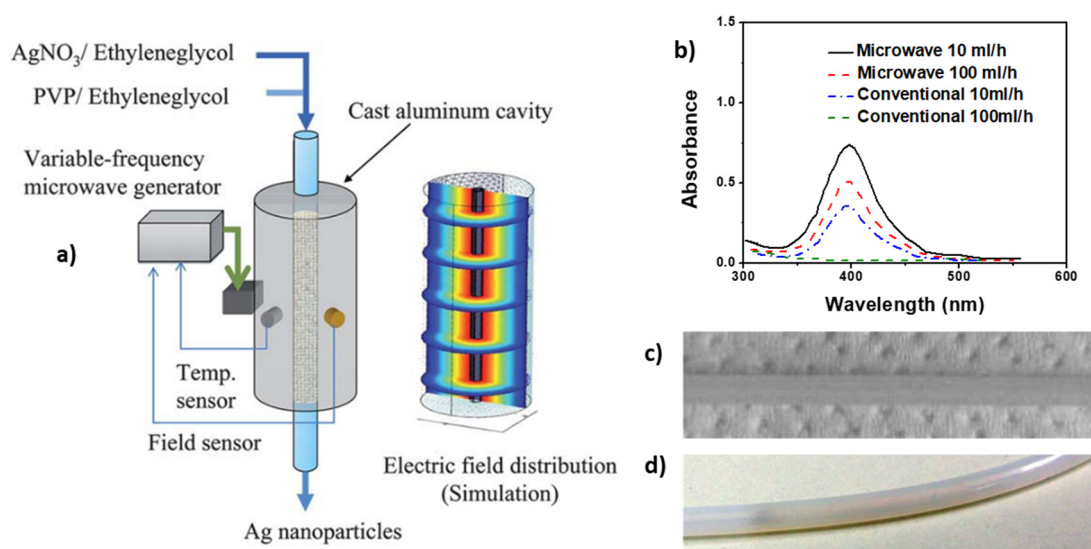 AgNO₃/ Ethyleneglycol
PVP/ Ethyleneglycol
Cast aluminum cavity
Variable-frequency
microwave generator
a)
Temp.
sensor
Field sensor
Electric field distribution
(Simulation)
Ag nanoparticles
b)
1.5
1.0
0.5
0.0
Absorbance
Microwave 10 ml/h
Microwave 100 ml/h
Conventional 10ml/h
Conventional 100ml/h
300
400
500
600
Wavelength (nm)
c)
d)